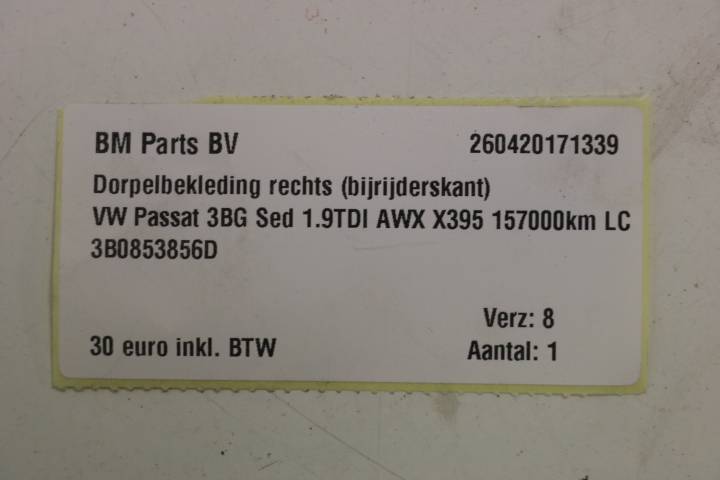 BM Parts BV 260420171339
Dorpelbekleding rechts (bijrijderskant)
VW Passat 3BG Sed 1.9TDI AWX X395 157000km LC
3B0853856D
Verz: 8
30 euro inkl. BTW Aantal: 1